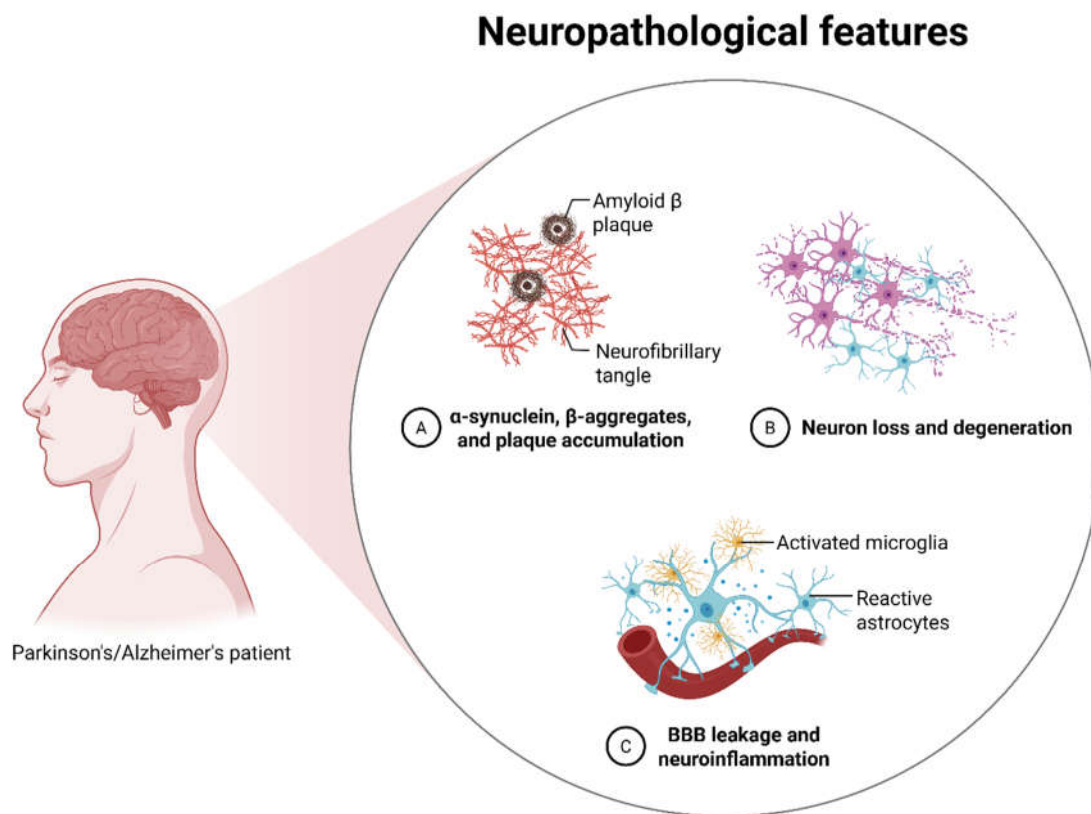 Neuropathological features
Amyloid β
plaque
Neurofibrillary
tangle
A
α-synuclein, β-aggregates,
and plaque accumulation
B
Neuron loss and degeneration
Activated microglia
Reactive
astrocytes
Parkinson's/Alzheimer's patient
C
BBB leakage and
neuroinflammation